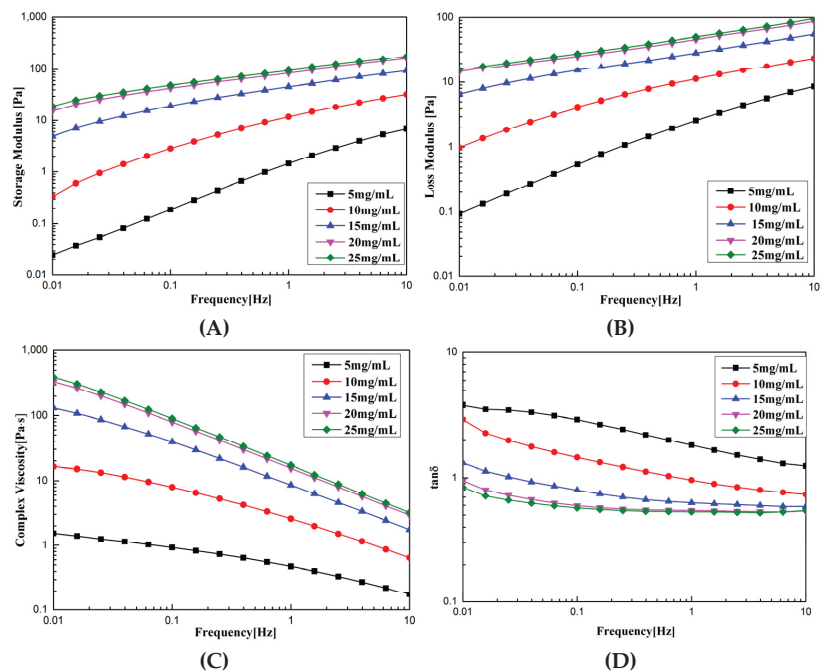 1,000
100
10
1
0.1
0.01
Storage Modulus [Pa]
5mg/mL
10mg/mL
15mg/mL
20mg/mL
25mg/mL
0.01
0.1
1
10
Frequency[Hz]
(A)
100
10
1
0.1
0.01
Loss Modulus [Pa]
5mg/mL
10mg/mL
15mg/mL
20mg/mL
25mg/mL
0.01
0.1
1
10
Frequency[Hz]
(B)
1,000
100
10
1
0.1
Complex Viscosity[Pa·s]
5mg/mL
10mg/mL
15mg/mL
20mg/mL
25mg/mL
0.01
0.1
1
10
Frequency[Hz]
(C)
10
1
0.1
tanδ
5mg/mL
10mg/mL
15mg/mL
20mg/mL
25mg/mL
0.01
0.1
1
10
Frequency[Hz]
(D)